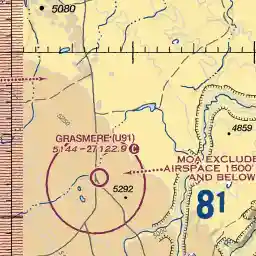 5080
4859
GRASMERE (U91)
5144 - 27 122.9 C
MOA EXCLUDE
AIRSPACE 1500'
AND BELOW
5292
81